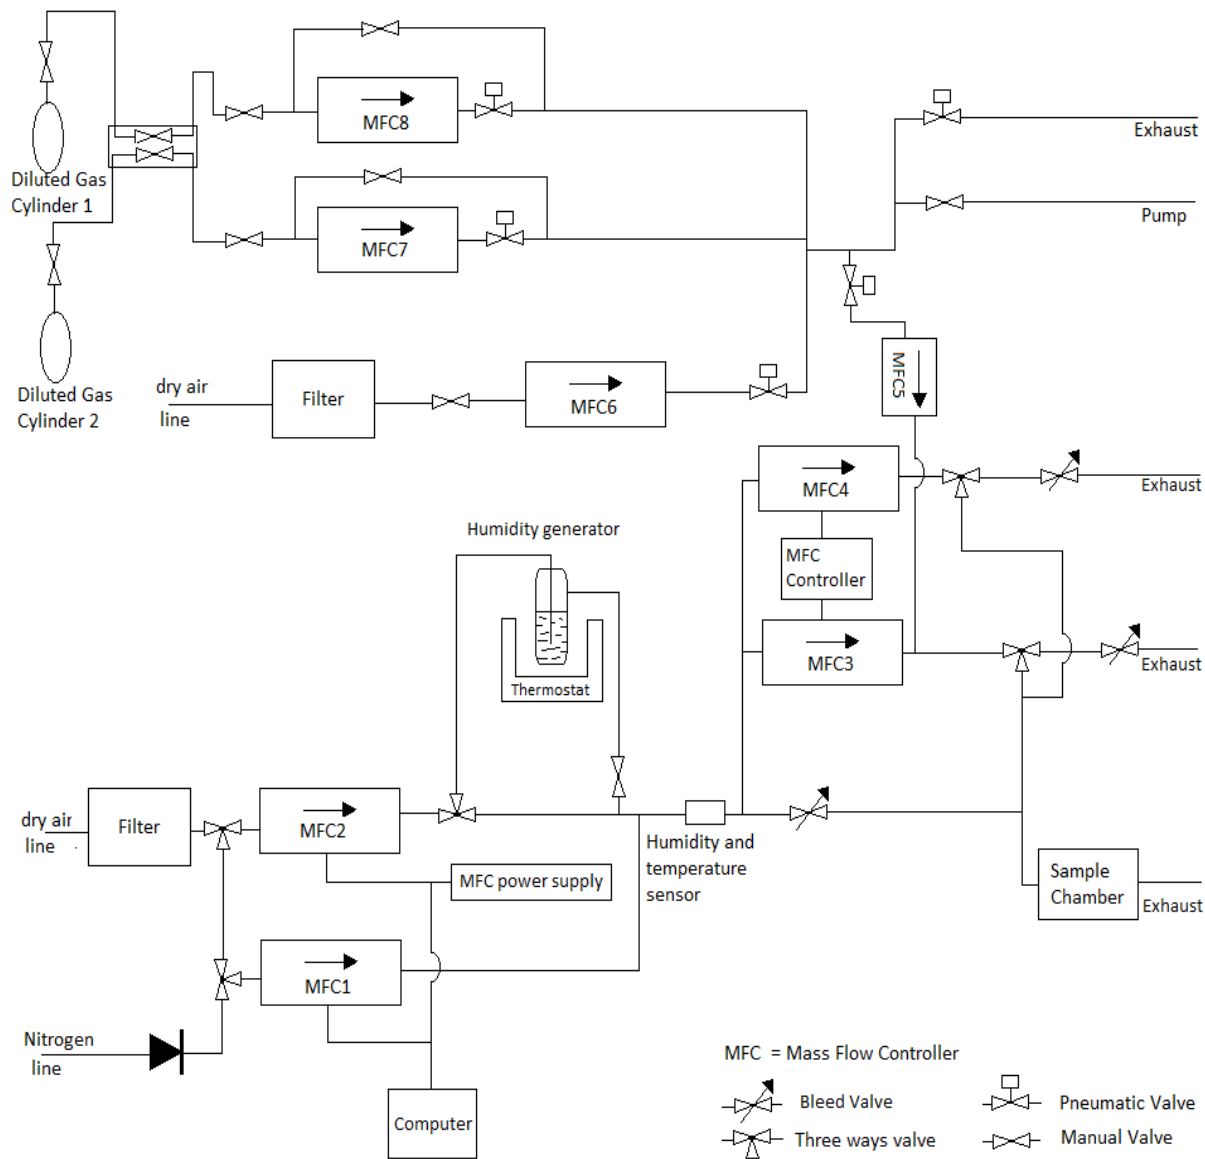 MFC8
Exhaust
Diluted Gas
Cylinder 1
Pump
MFC7
MFC5
Diluted Gas
Cylinder 2
dry air
line
Filter
MFC6
MFC4
Exhaust
Humidity generator
MFC
Controller
MFC3
Exhaust
Thermostat
dry air
line
Filter
MFC2
Humidity and
temperature
sensor
MFC power supply
Sample
Chamber
Exhaust
MFC1
Nitrogen
line
Computer
MFC = Mass Flow Controller
Bleed Valve
Pneumatic Valve
Three ways valve
Manual Valve